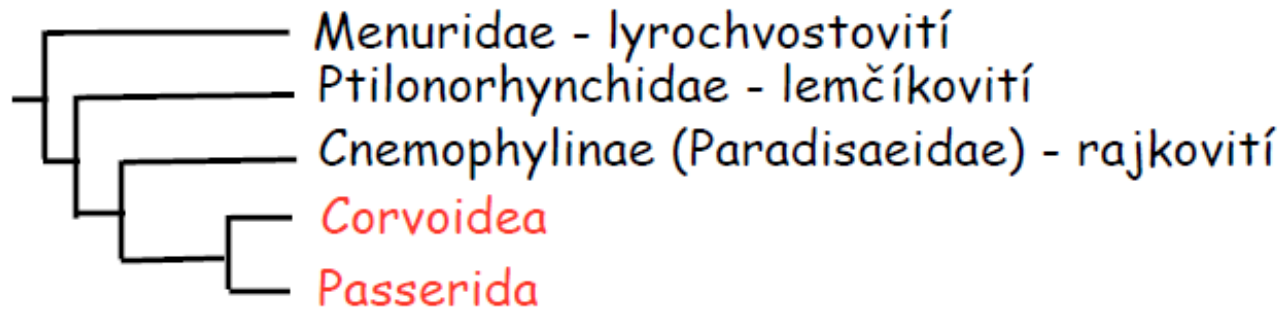 Menuridae - lyrochvostovití
Ptilonorhynchidae - lemčíkovití
Cnemophylinae (Paradisaeidae) - rajkovití
Corvoidea
Passerida